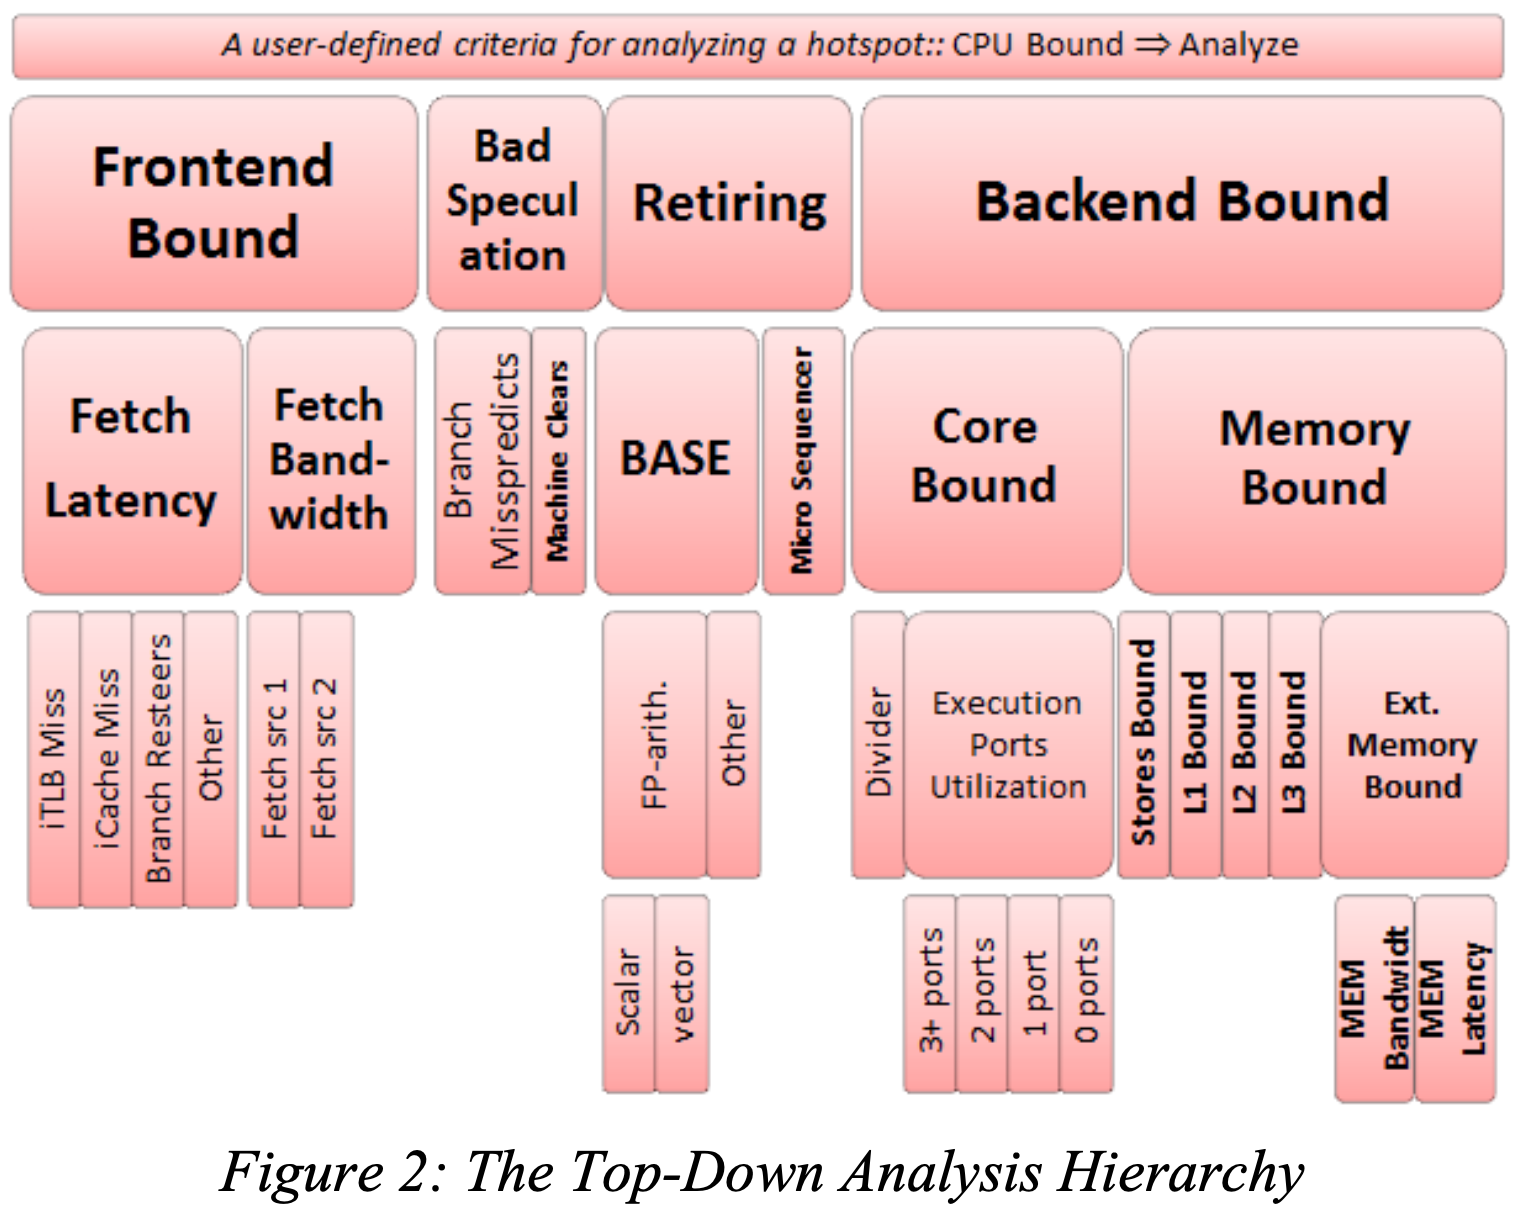 A user-defined criteria for analyzing a hotspot:: CPU Bound ⇒ Analyze
Frontend
Bound
Bad
Specul
ation
Retiring
Backend Bound
Fetch
Latency
Fetch
Band-
width
Branch
Misspredicts
Machine Clears
BASE
Micro Sequencer
Core
Bound
Memory
Bound
iTLB Miss
iCache Miss
Branch Resteers
Other
Fetch src 1
Fetch src 2
FP-arith.
Other
Divider
Execution
Ports
Utilization
Stores Bound
L1 Bound
L2 Bound
L3 Bound
Ext.
Memory
Bound
Scalar
vector
3+ ports
2 ports
1 port
0 ports
MEM
Bandwidt
MEM
Latency
Figure 2: The Top-Down Analysis Hierarchy